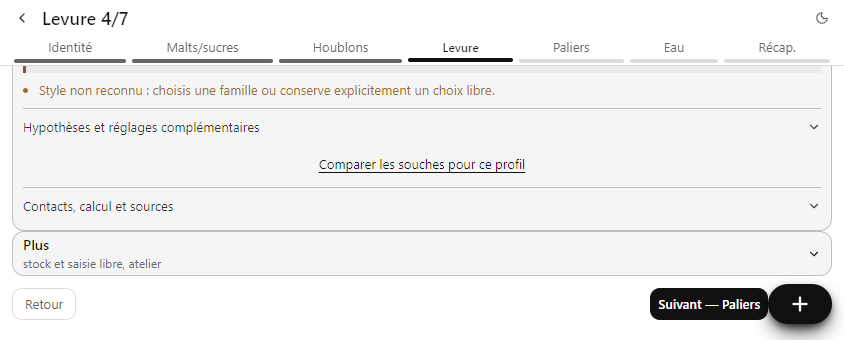 Levure 4/7
Identité
Malts/sucres
Houblons
Levure
Paliers
Eau
Récap.
Style non reconnu : choisis une famille ou conserve explicitement un choix libre.
Hypothèses et réglages complémentaires
Comparer les souches pour ce profil
Contacts, calcul et sources
Plus
stock et saisie libre, atelier
Retour
Suivant — Paliers